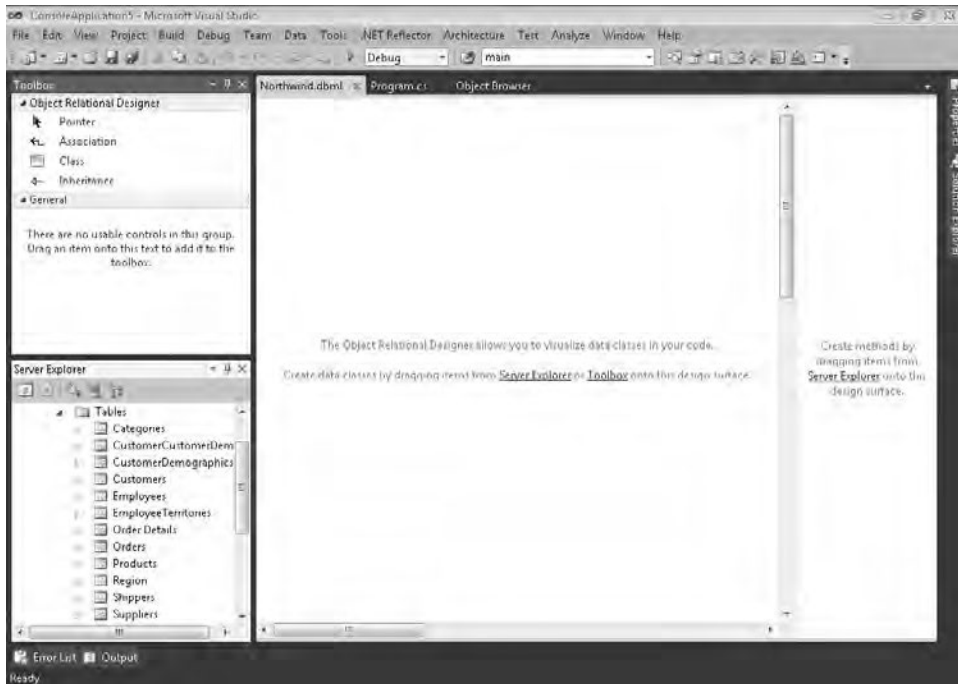 ConsoleApplication5 - Microsoft Visual Studio
File Edit View Project Build Debug Team Data Tools .NET Reflector Architecture Test Analyze Window Help
Debug main
Toolbox
Object Relational Designer
Pointer
Association
Class
Inheritance
General
There are no usable controls in this group.
Drag an item onto this text to add it to the
toolbox.
Server Explorer
Tables
Categories
CustomerCustomerDem
CustomerDemographics
Customers
Employees
EmployeeTerritories
Order Details
Orders
Products
Region
Shippers
Suppliers
Northwind.dbml Program.cs Object Browser
The Object Relational Designer allows you to visualize data classes in your code.
Create data classes by dragging items from Server Explorer or Toolbox onto this design surface.
Create methods by
dragging items from
Server Explorer onto this
design surface.
Properties
Solution Explorer
Error List Output
Ready